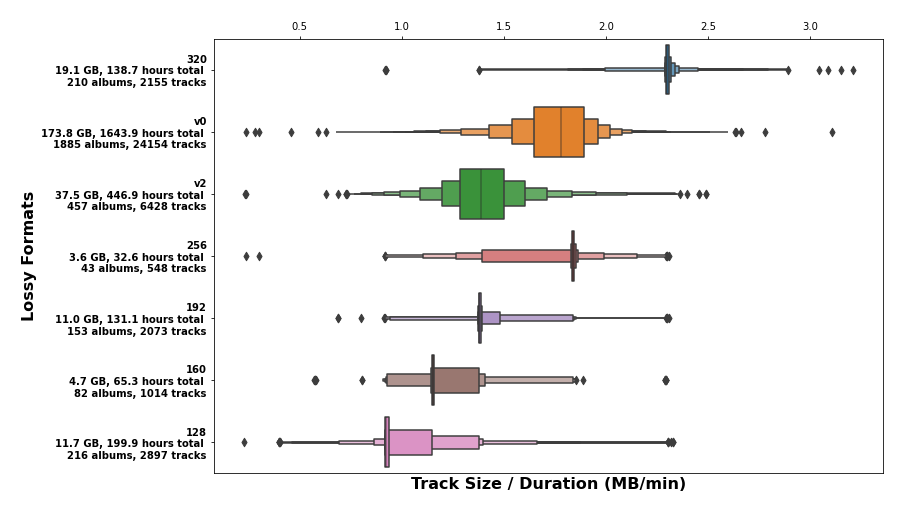 0.5 1.0 1.5 2.0 2.5 3.0
320
19.1 GB, 138.7 hours total
210 albums, 2155 tracks
v0
173.8 GB, 1643.9 hours total
1885 albums, 24154 tracks
v2
37.5 GB, 446.9 hours total
457 albums, 6428 tracks
256
3.6 GB, 32.6 hours total
43 albums, 548 tracks
192
11.0 GB, 131.1 hours total
153 albums, 2073 tracks
160
4.7 GB, 65.3 hours total
82 albums, 1014 tracks
128
11.7 GB, 199.9 hours total
216 albums, 2897 tracks
Lossy Formats
Track Size / Duration (MB/min)